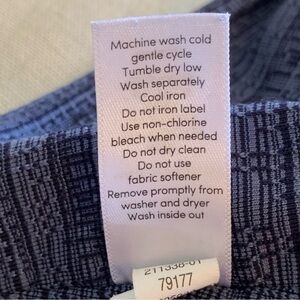 Machine wash cold
gentle cycle
Tumble dry low
Wash separately
Cool iron
Do not iron label
Use non-chlorine
bleach when needed
Do not dry clean
Do not use
fabric softener
Remove promptly from
washer and dryer
Wash inside out
211338-01
79177